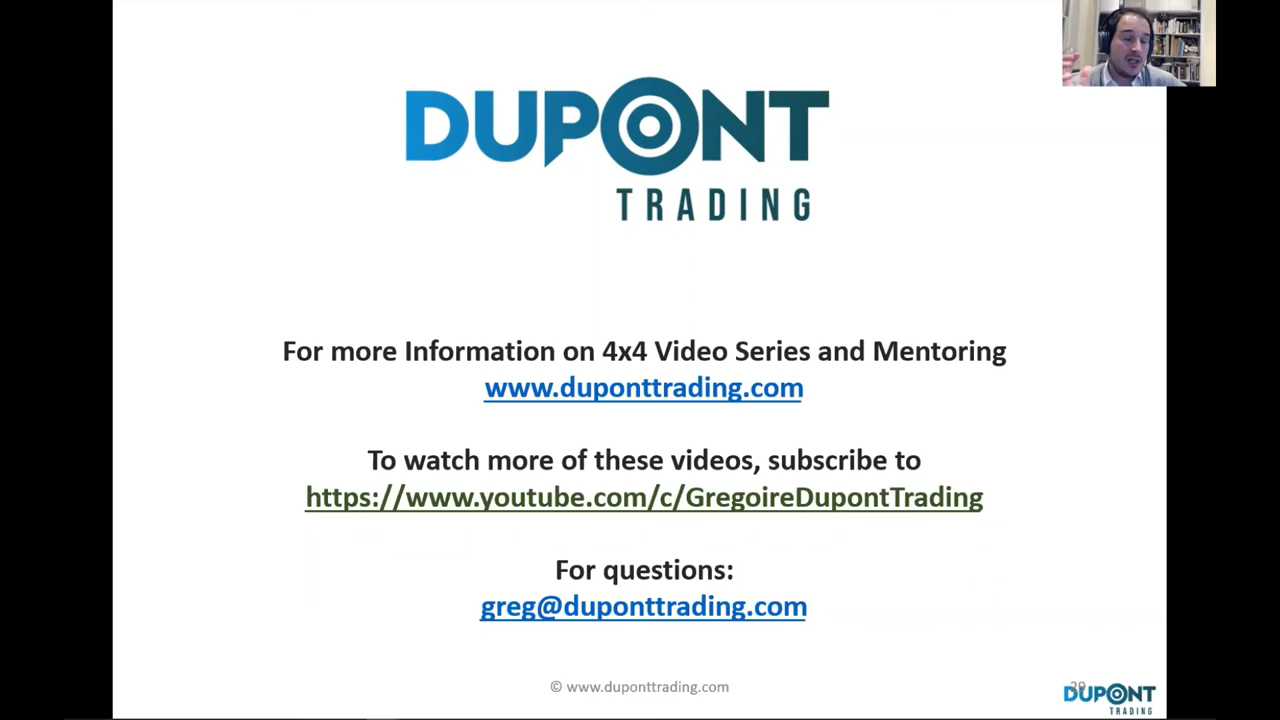 DUPONT
TRADING
For more Information on 4x4 Video Series and Mentoring
www.duponttrading.com
To watch more of these videos, subscribe to
https://www.youtube.com/c/GregoireDupontTrading
For questions:
greg@duponttrading.com
© www.duponttrading.com
DUPONT
TRADING